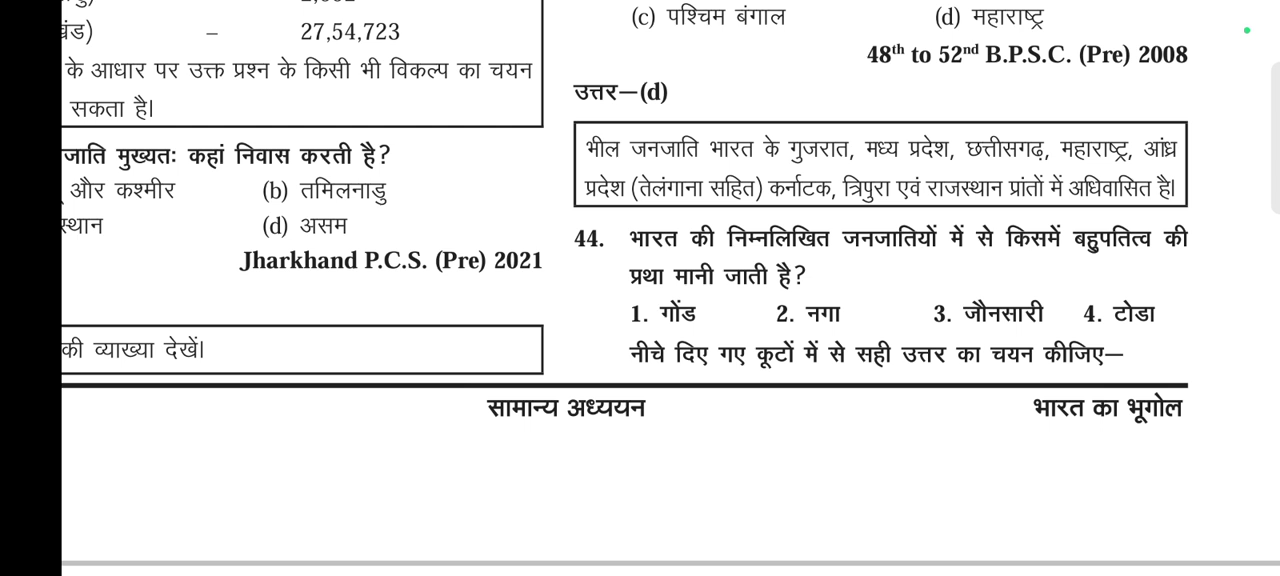 – 27,54,723
के आधार पर उक्त प्रश्न के किसी भी विकल्प का चयन
सकता है।
जाति मुख्यतः कहां निवास करती है?
और कश्मीर (b) तमिलनाडु
स्थान (d) असम
Jharkhand P.C.S. (Pre) 2021
की व्याख्या देखें।
(c) पश्चिम बंगाल (d) महाराष्ट्र
48th to 52nd B.P.S.C. (Pre) 2008
उत्तर—(d)
भील जनजाति भारत के गुजरात, मध्य प्रदेश, छत्तीसगढ़, महाराष्ट्र, आंध्र
प्रदेश (तेलंगाना सहित) कर्नाटक, त्रिपुरा एवं राजस्थान प्रांतों में अधिवासित है।
44. भारत की निम्नलिखित जनजातियों में से किसमें बहुपतित्व की
प्रथा मानी जाती है?
1. गोंड 2. नगा 3. जौनसारी 4. टोडा
नीचे दिए गए कूटों में से सही उत्तर का चयन कीजिए—
सामान्य अध्ययन भारत का भूगोल